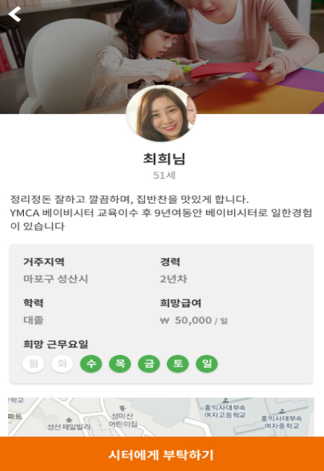 최희님
51세
정리정돈 잘하고 깔끔하며, 집반찬을 맛있게 합니다.
YMCA 베이비시터 교육이수 후 9년여동안 베이비시터로 일한경험
이 있습니다
거주지역 경력
마포구 성산시 2년차
학력 희망급여
대졸 ₩ 50,000 / 일
희망 근무요일
월 화 수 목 금 토 일
성미산
어린이집
성산제일빌라
홍익사대부속
여자고등학교
홍익사대부속
여자중학교
파트
시터에게 부탁하기